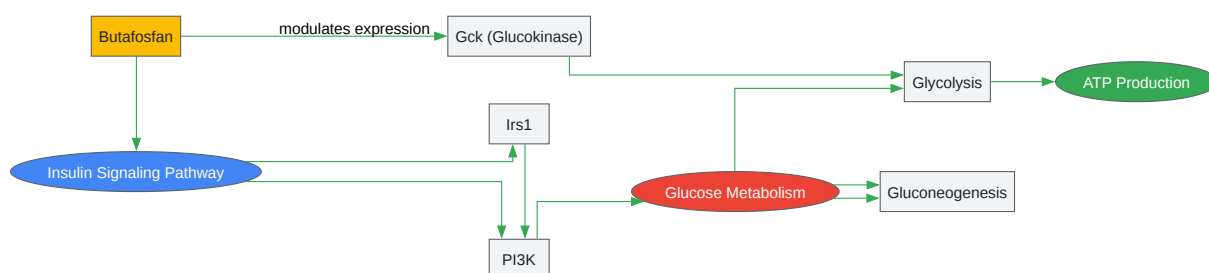 Butafosfan
modulates expression
Gck (Glucokinase)
Glycolysis
ATP Production
Irs1
Insulin Signaling Pathway
Glucose Metabolism
Gluconeogenesis
PI3K